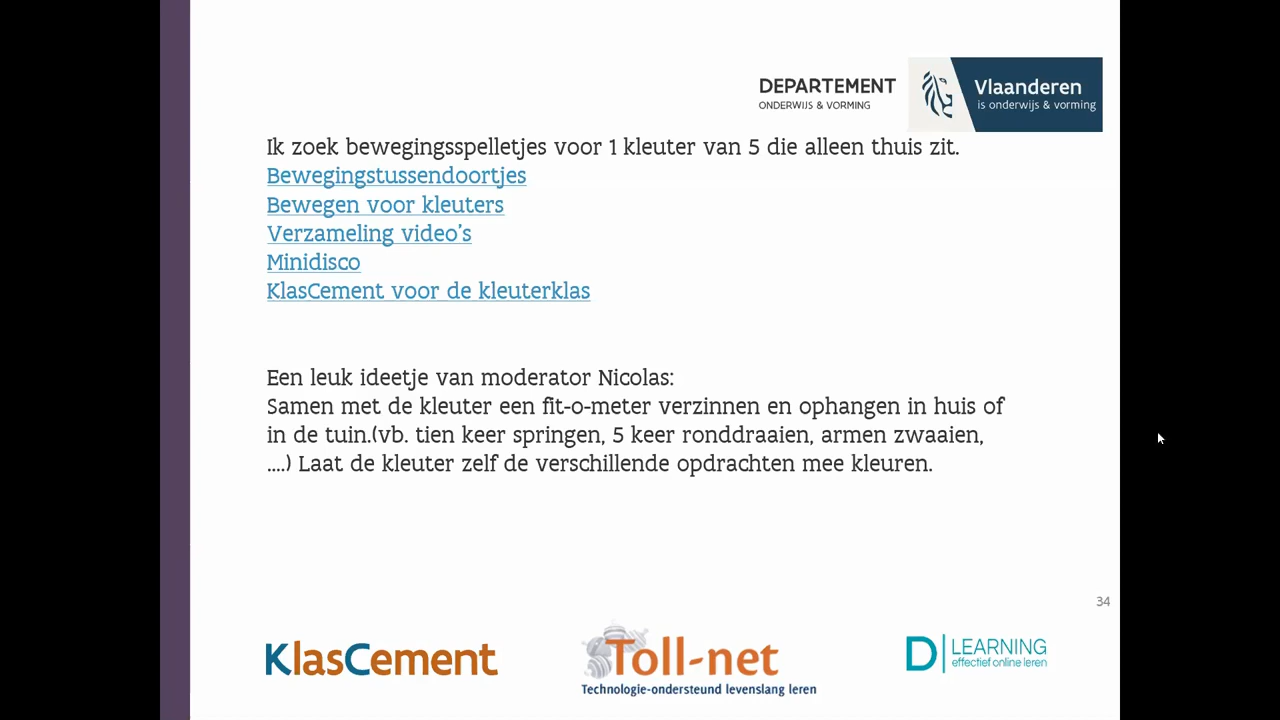 DEPARTEMENT
ONDERWIJS & VORMING
Vlaanderen
is onderwijs & vorming
Ik zoek bewegingsspelletjes voor 1 kleuter van 5 die alleen thuis zit.
Bewegingstussendoortjes
Bewegen voor kleuters
Verzameling video's
Minidisco
KlasCement voor de kleuterklas
Een leuk ideetje van moderator Nicolas:
Samen met de kleuter een fit-o-meter verzinnen en ophangen in huis of
in de tuin.(vb. tien keer springen, 5 keer ronddraaien, armen zwaaien,
....) Laat de kleuter zelf de verschillende opdrachten mee kleuren.
34
KlasCement
Toll-net
Technologie-ondersteund levenslang leren
D LEARNING
effectief online leren